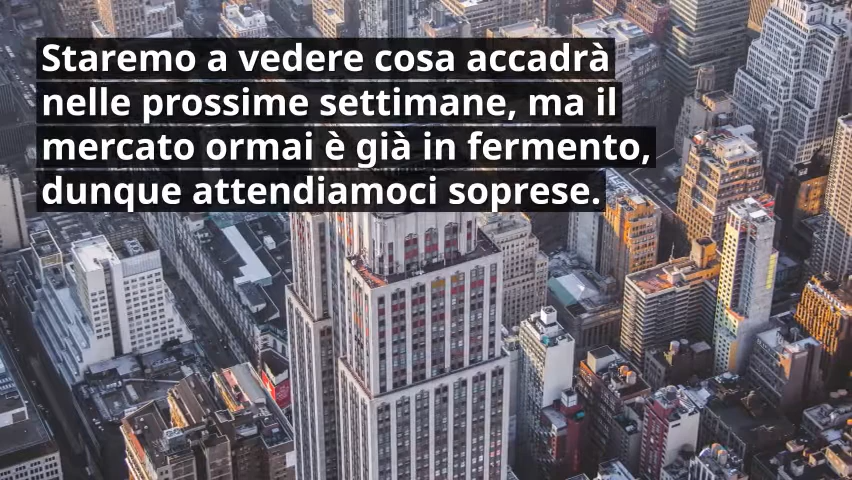 Staremo a vedere cosa accadrà
nelle prossime settimane, ma il
mercato ormai è già in fermento,
dunque attendiamoci soprese.